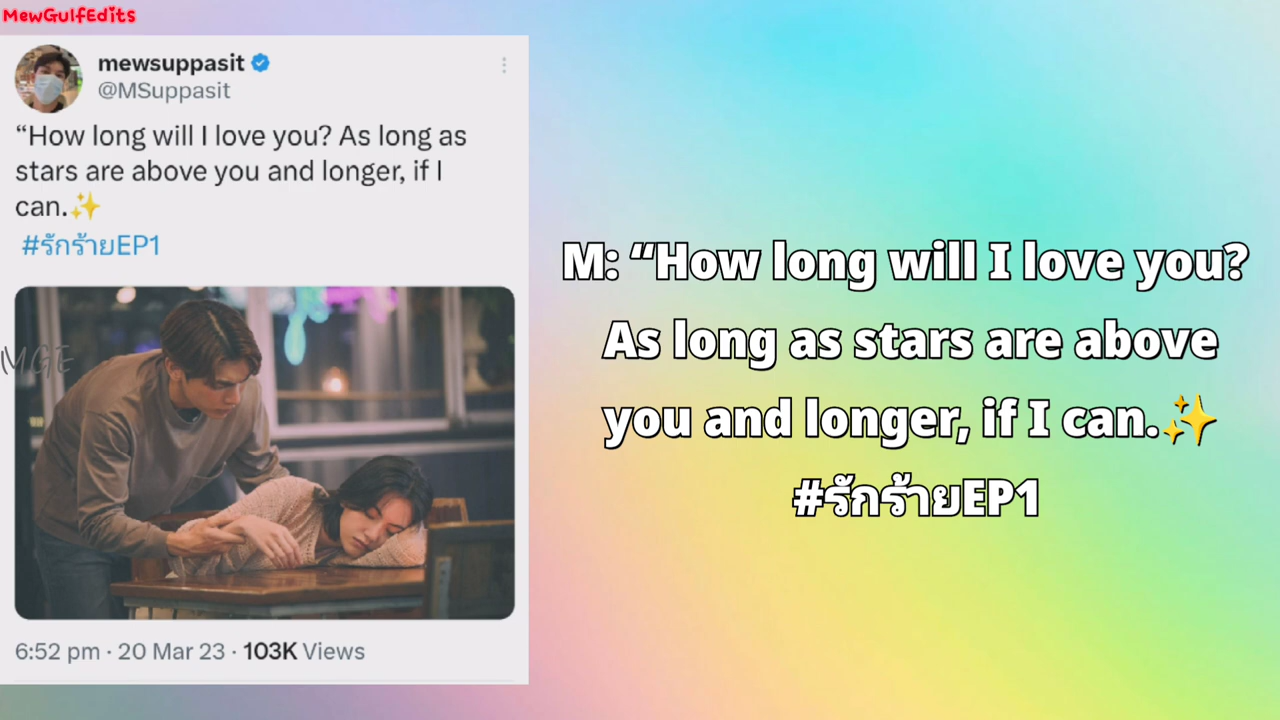 MewGulfEdits
mewsuppasit
@MSuppasit
“How long will I love you? As long as
stars are above you and longer, if I
can.✨
#รักร้ายEP1
MGE
6:52 pm · 20 Mar 23 · 103K Views
M: “How long will I love you?
As long as stars are above
you and longer, if I can.✨
#รักร้ายEP1